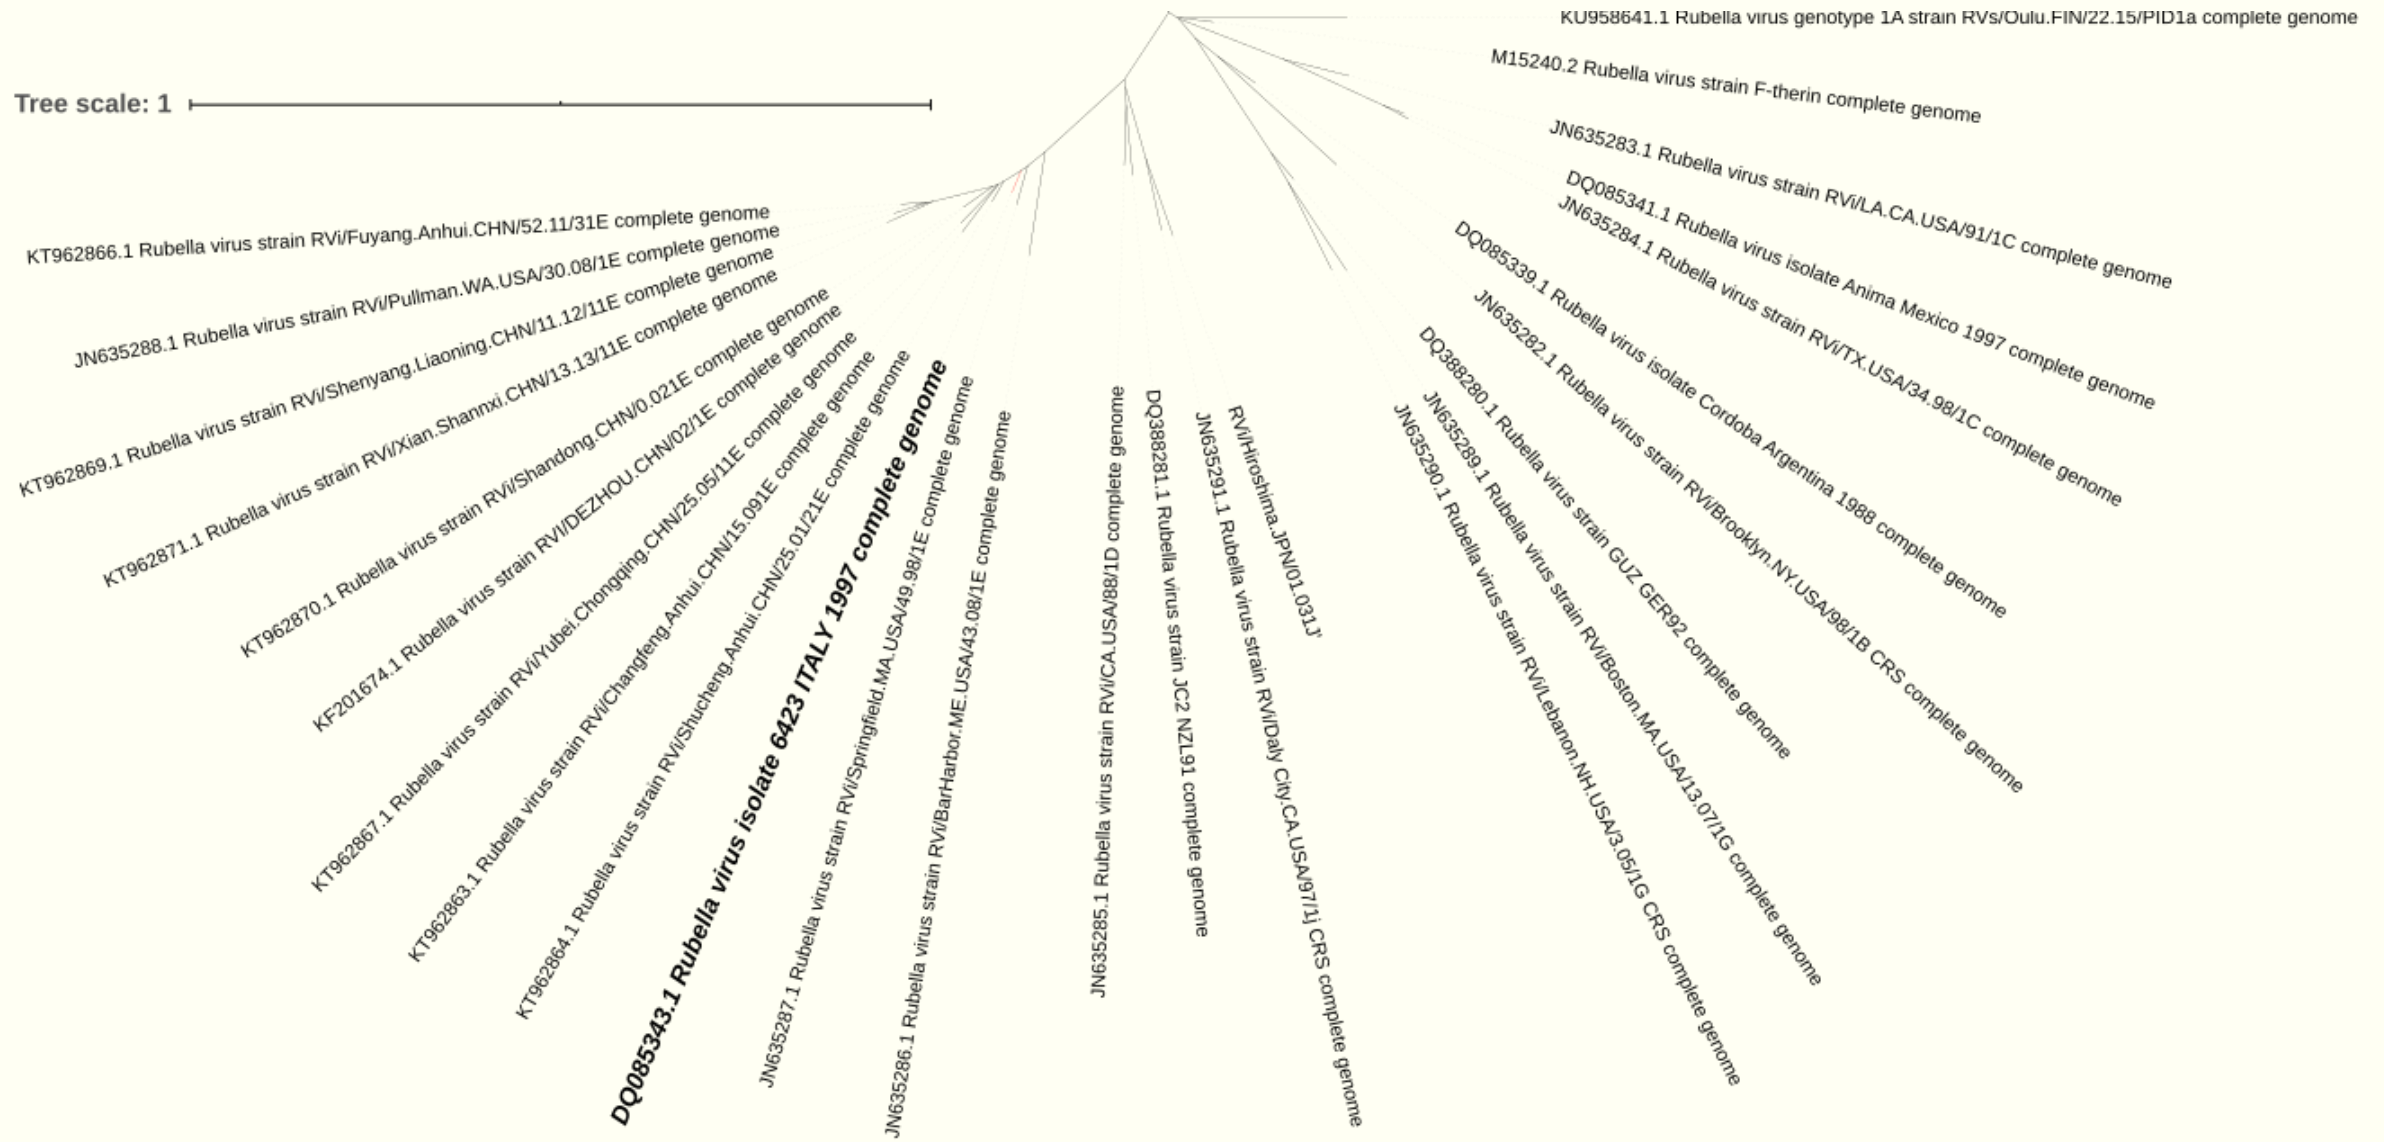 KU958641.1 Rubella virus genotype 1A strain RVs/Oulu.FIN/22.15/PID1a complete genome
M15240.2 Rubella virus strain F-therin complete genome
Tree scale: 1
JN635283.1 Rubella virus strain RVi/LA.CA.USA/91/1C complete genome
DQ085341.1 Rubella virus isolate Anima Mexico 1997 complete genome
JN635284.1 Rubella virus strain RVi/TX.USA/34.98/1C complete genome
DQ085339.1 Rubella virus isolate Cordoba Argentina 1988 complete genome
JN635282.1 Rubella virus strain RVi/Brooklyn.NY.USA/98/1B CRS complete genome
DQ388280.1 Rubella virus strain GUZ GER92 complete genome
JN635289.1 Rubella virus strain RVi/Boston.MA.USA/13.07/1G complete genome
JN635290.1 Rubella virus strain RVi/Lebanon.NH.USA/3.05/1G CRS complete genome
RVi/Hiroshima.JPN/01.031J'
JN635291.1 Rubella virus strain RVi/Daly City.CA.USA/97/1j CRS complete genome
DQ388281.1 Rubella virus strain JC2 NZL91 complete genome
JN635285.1 Rubella virus strain RVi/CA.USA/88/1D complete genome
JN635286.1 Rubella virus strain RVi/BarHarbor.ME.USA/43.08/1E complete genome
JN635287.1 Rubella virus strain RVi/Springfield.MA.USA/49.98/1E complete genome
DQ085343.1 Rubella virus isolate 6423 ITALY 1997 complete genome
KT962864.1 Rubella virus strain RVi/Shucheng.Anhui.CHN/25.01/21E complete genome
KT962863.1 Rubella virus strain RVi/Changfeng.Anhui.CHN/15.091E complete genome
KT962867.1 Rubella virus strain RVi/Yubei.Chongqing.CHN/25.05/11E complete genome
KF201674.1 Rubella virus strain RVI/DEZHOU.CHN/02/1E complete genome
KT962870.1 Rubella virus strain RVi/Shandong.CHN/0.021E complete genome
KT962871.1 Rubella virus strain RVi/Xian.Shannxi.CHN/13.13/11E complete genome
KT962869.1 Rubella virus strain RVi/Shenyang.Liaoning.CHN/11.12/11E complete genome
JN635288.1 Rubella virus strain RVi/Pullman.WA.USA/30.08/1E complete genome
KT962866.1 Rubella virus strain RVi/Fuyang.Anhui.CHN/52.11/31E complete genome